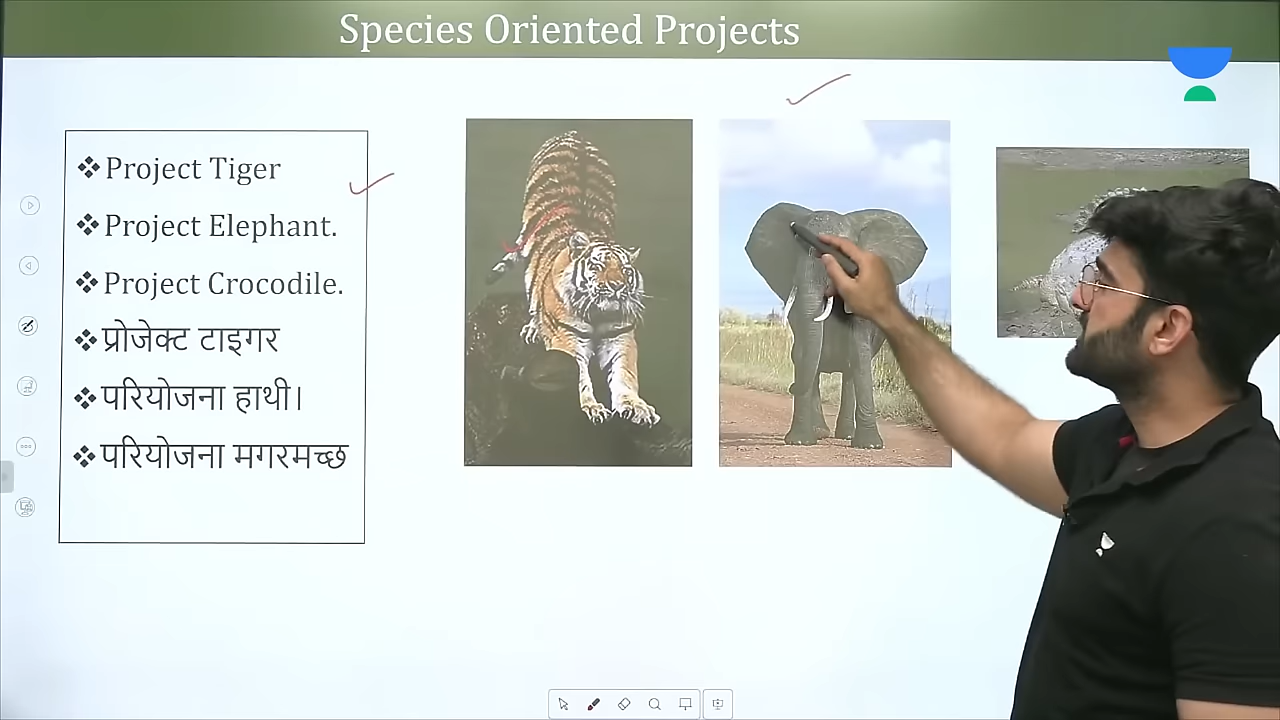 Species Oriented Projects
Project Tiger
Project Elephant.
Project Crocodile.
प्रोजेक्ट टाइगर
परियोजना हाथी।
परियोजना मगरमच्छ